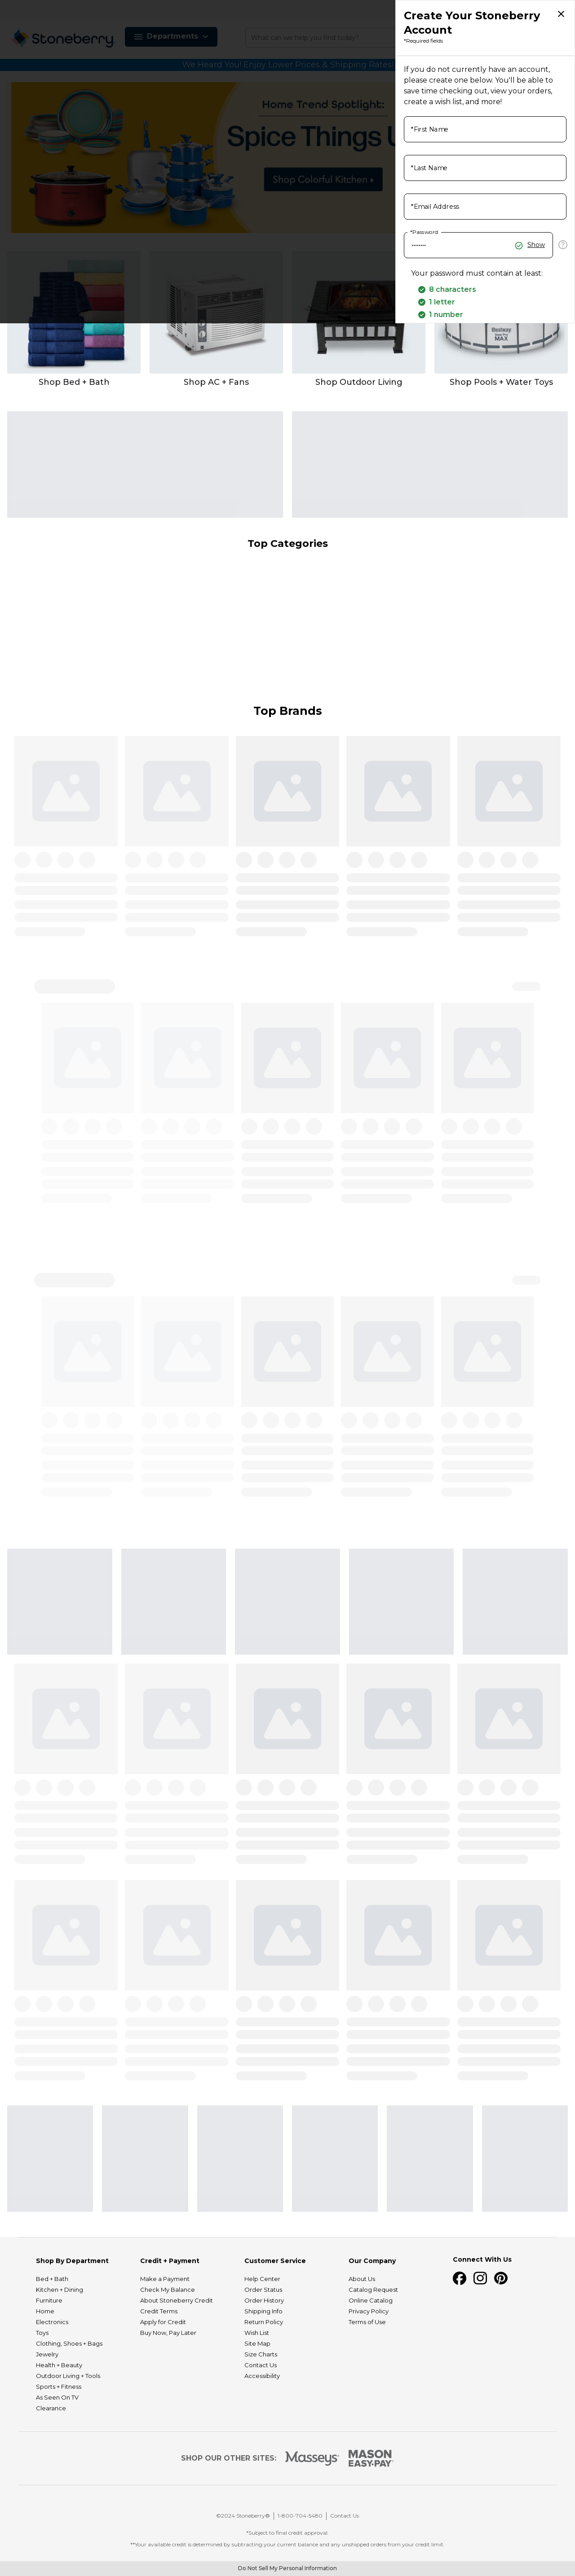 Create Your Stoneberry
Account
*Required fields
Stoneberry
Departments
What can we help you find today?
We Heard You! Enjoy Lower Prices & Shipping Rates!
If you do not currently have an account,
please create one below. You'll be able to
save time checking out, view your orders,
create a wish list, and more!
Home Trend Spotlight:
Spice Things U
Shop Colorful Kitchen
*First Name
*Last Name
*Email Address
*Password
Show
Your password must contain at least:
8 characters
1 letter
1 number
Bestway
MAX
Shop Bed + Bath
Shop AC + Fans
Shop Outdoor Living
Shop Pools + Water Toys
Top Categories
Top Brands
Shop By Department
Bed + Bath
Kitchen + Dining
Furniture
Home
Electronics
Toys
Clothing, Shoes + Bags
Jewelry
Health + Beauty
Outdoor Living + Tools
Sports + Fitness
As Seen On TV
Clearance
Credit + Payment
Make a Payment
Check My Balance
About Stoneberry Credit
Credit Terms
Apply for Credit
Buy Now, Pay Later
Customer Service
Help Center
Order Status
Order History
Shipping Info
Return Policy
Wish List
Site Map
Size Charts
Contact Us
Accessibility
Our Company
About Us
Catalog Request
Online Catalog
Privacy Policy
Terms of Use
Connect With Us
SHOP OUR OTHER SITES:
Masseys
MASON
EASY-PAY
©2024 Stoneberry®
1-800-704-5480
Contact Us
*Subject to final credit approval.
**Your available credit is determined by subtracting your current balance and any unshipped orders from your credit limit.
Do Not Sell My Personal Information